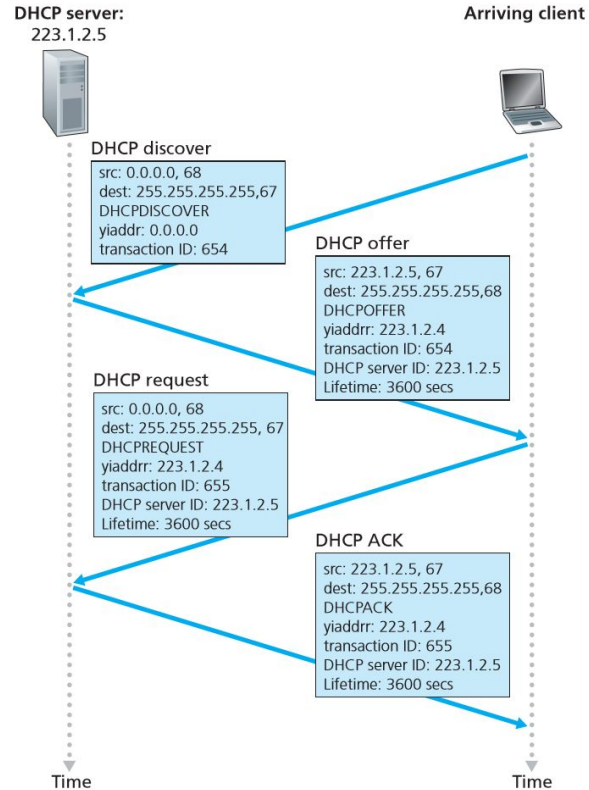 DHCP server:
223.1.2.5
Arriving client
DHCP discover
src: 0.0.0.0, 68
dest: 255.255.255.255,67
DHCPDISCOVER
yiaddr: 0.0.0.0
transaction ID: 654
DHCP offer
src: 223.1.2.5, 67
dest: 255.255.255.255,68
DHCPOFFER
yiaddrr: 223.1.2.4
transaction ID: 654
DHCP server ID: 223.1.2.5
Lifetime: 3600 secs
DHCP request
src: 0.0.0.0, 68
dest: 255.255.255.255, 67
DHCPREQUEST
yiaddrr: 223.1.2.4
transaction ID: 655
DHCP server ID: 223.1.2.5
Lifetime: 3600 secs
DHCP ACK
src: 223.1.2.5, 67
dest: 255.255.255.255,68
DHCPACK
yiaddrr: 223.1.2.4
transaction ID: 655
DHCP server ID: 223.1.2.5
Lifetime: 3600 secs
Time
Time